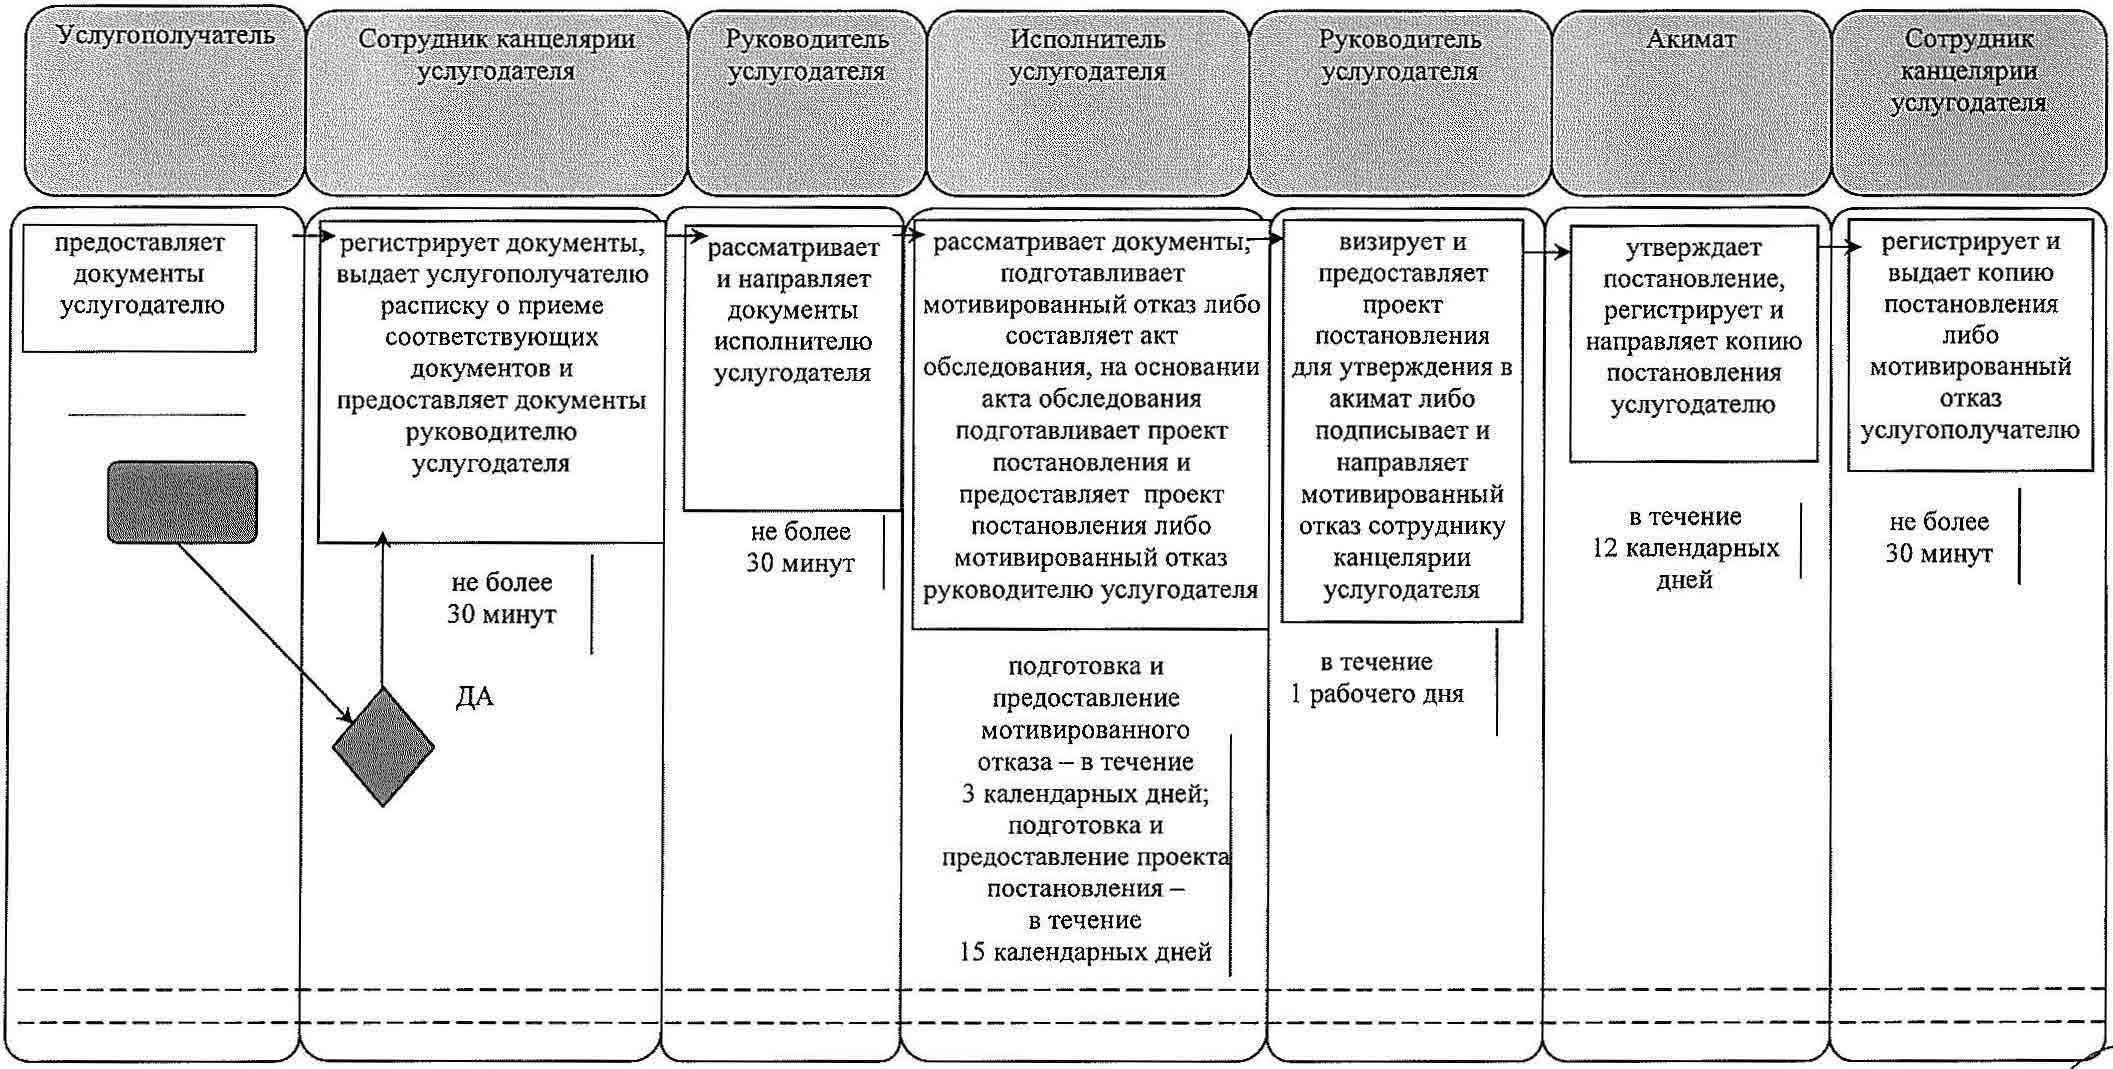 Услугополучатель
Сотрудник канцелярии
услугодателя
Руководитель
услугодателя
Исполнитель
услугодателя
Руководитель
услугодателя
Акимат
Сотрудник
канцелярии
услугодателя
предоставляет
документы
услугодателю
регистрирует документы,
выдает услугополучателю
расписку о приеме
соответствующих
документов и
предоставляет документы
руководителю
услугодателя
не более
30 минут
ДА
рассматривает
и направляет
документы
исполнителю
услугодателя
не более
30 минут
рассматривает документы,
подготавливает
мотивированный отказ либо
составляет акт
обследования, на основании
акта обследования
подготавливает проект
постановления и
предоставляет проект
постановления либо
мотивированный отказ
руководителю услугодателя
подготовка и
предоставление
мотивированного
отказа – в течение
3 календарных дней;
подготовка и
предоставление проекта
постановления –
в течение
15 календарных дней
визирует и
предоставляет
проект
постановления
для утверждения в
акимат либо
подписывает и
направляет
мотивированный
отказ сотруднику
канцелярии
услугодателя
в течение
1 рабочего дня
утверждает
постановление,
регистрирует и
направляет копию
постановления
услугодателю
в течение
12 календарных
дней
регистрирует и
выдает копию
постановления
либо
мотивированный
отказ
услугополучателю
не более
30 минут